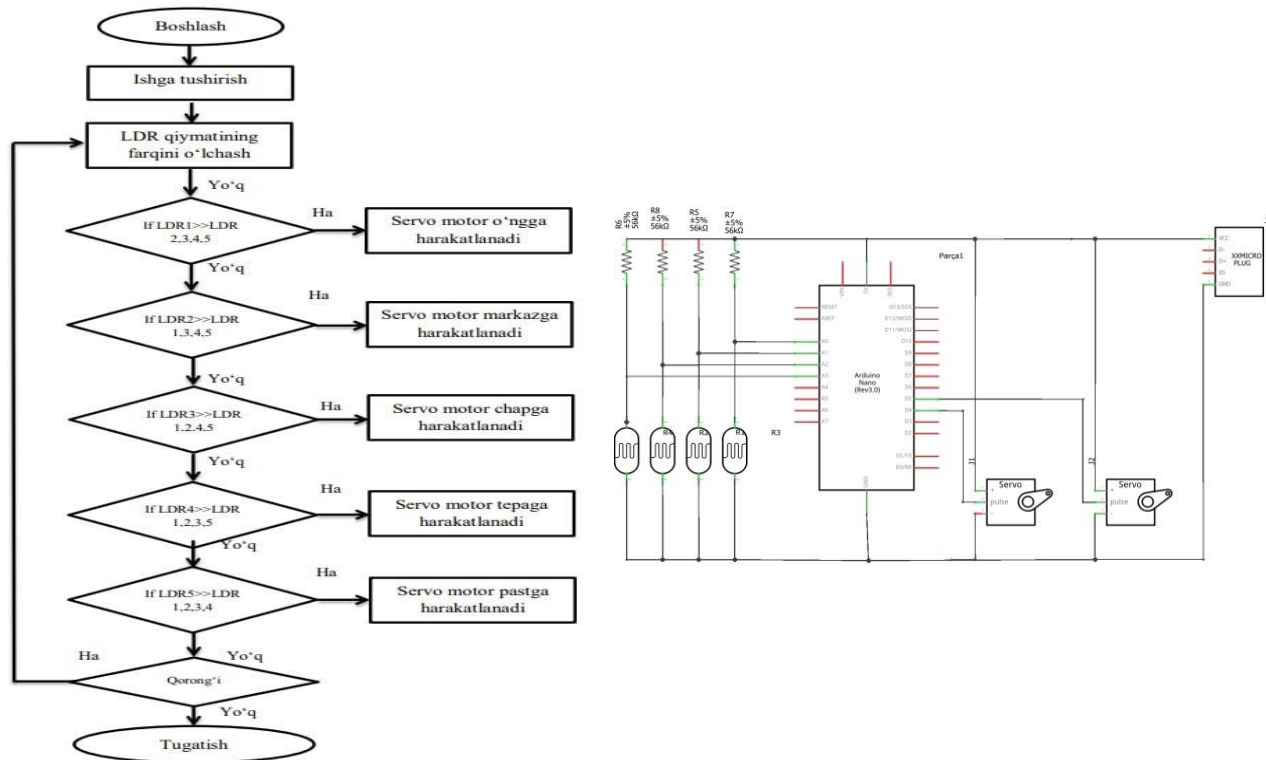 Boshlash
Ishga tushirish
LDR qiymatining
farqini o‘lchash
Yo‘q
If LDR1>>LDR
2,3,4,5
Ha
Servo motor o‘ngga
harakatlanadi
Yo‘q
If LDR2>>LDR
1,3,4,5
Ha
Servo motor markazga
harakatlanadi
Yo‘q
If LDR3>>LDR
1,2,4,5
Ha
Servo motor chapga
harakatlanadi
Yo‘q
If LDR4>>LDR
1,2,3,5
Ha
Servo motor tepaga
harakatlanadi
Yo‘q
If LDR5>>LDR
1,2,3,4
Ha
Servo motor pastga
harakatlanadi
Ha
Yo‘q
Qorong‘i
Yo‘q
Tugatish
R6
±5%
56kΩ
R8
±5%
56kΩ
R5
±5%
56kΩ
R7
±5%
56kΩ
Parça1
VIN
5V
3V3
RESET
AREF
A0
A1
A2
A3
A4
A5
A6
A7
D13/SCK
D12/MISO
D11/MOSI
D10
D9
D8
D7
D6
D5
D4
D3
D2
D1/TX
D0/RX
GND
Arduino
Nano
(Rev3.0)
R4
R2
R1
R3
J1
Servo
+
pulse
-
J2
Servo
+
pulse
-
VCC
D-
D+
ID
GND
XXMICRO
PLUG